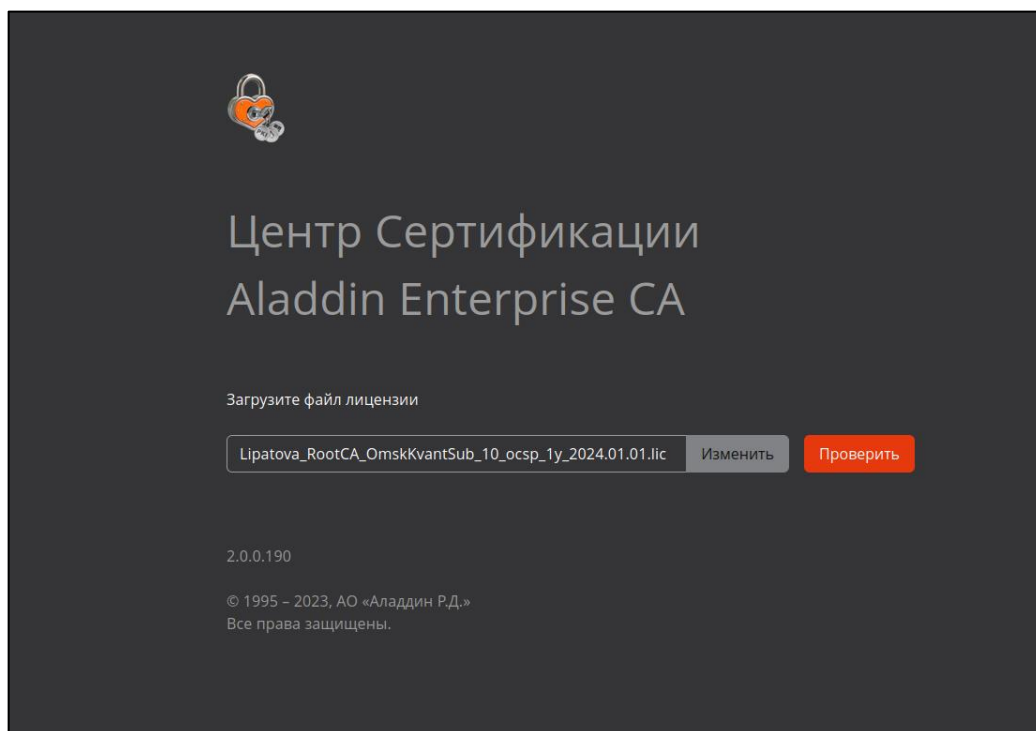 Центр Сертификации
Aladdin Enterprise CA
Загрузите файл лицензии
Lipatova_RootCA_OmskKvantSub_10_ocsp_1y_2024.01.01.lic Изменить Проверить
2.0.0.190
© 1995 – 2023, АО «Аладдин Р.Д.»
Все права защищены.